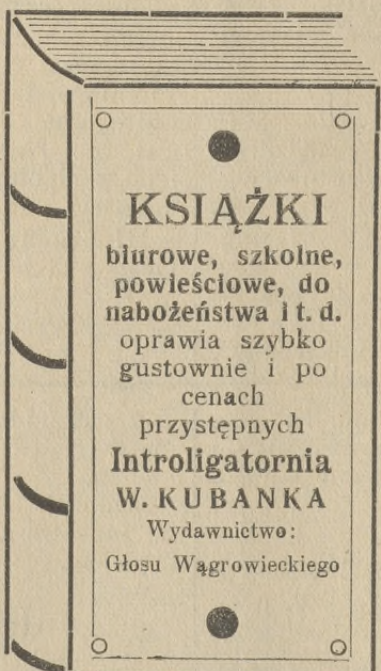 KSIĄŻKI
biurowe, szkolne,
powieściowe, do
nabożeństwa i t. d.
oprawia szybko
gustownie i po
cenach
przystępnych
Introligatornia
W. KUBANKA
Wydawnictwo:
Głosu Wągrowieckiego